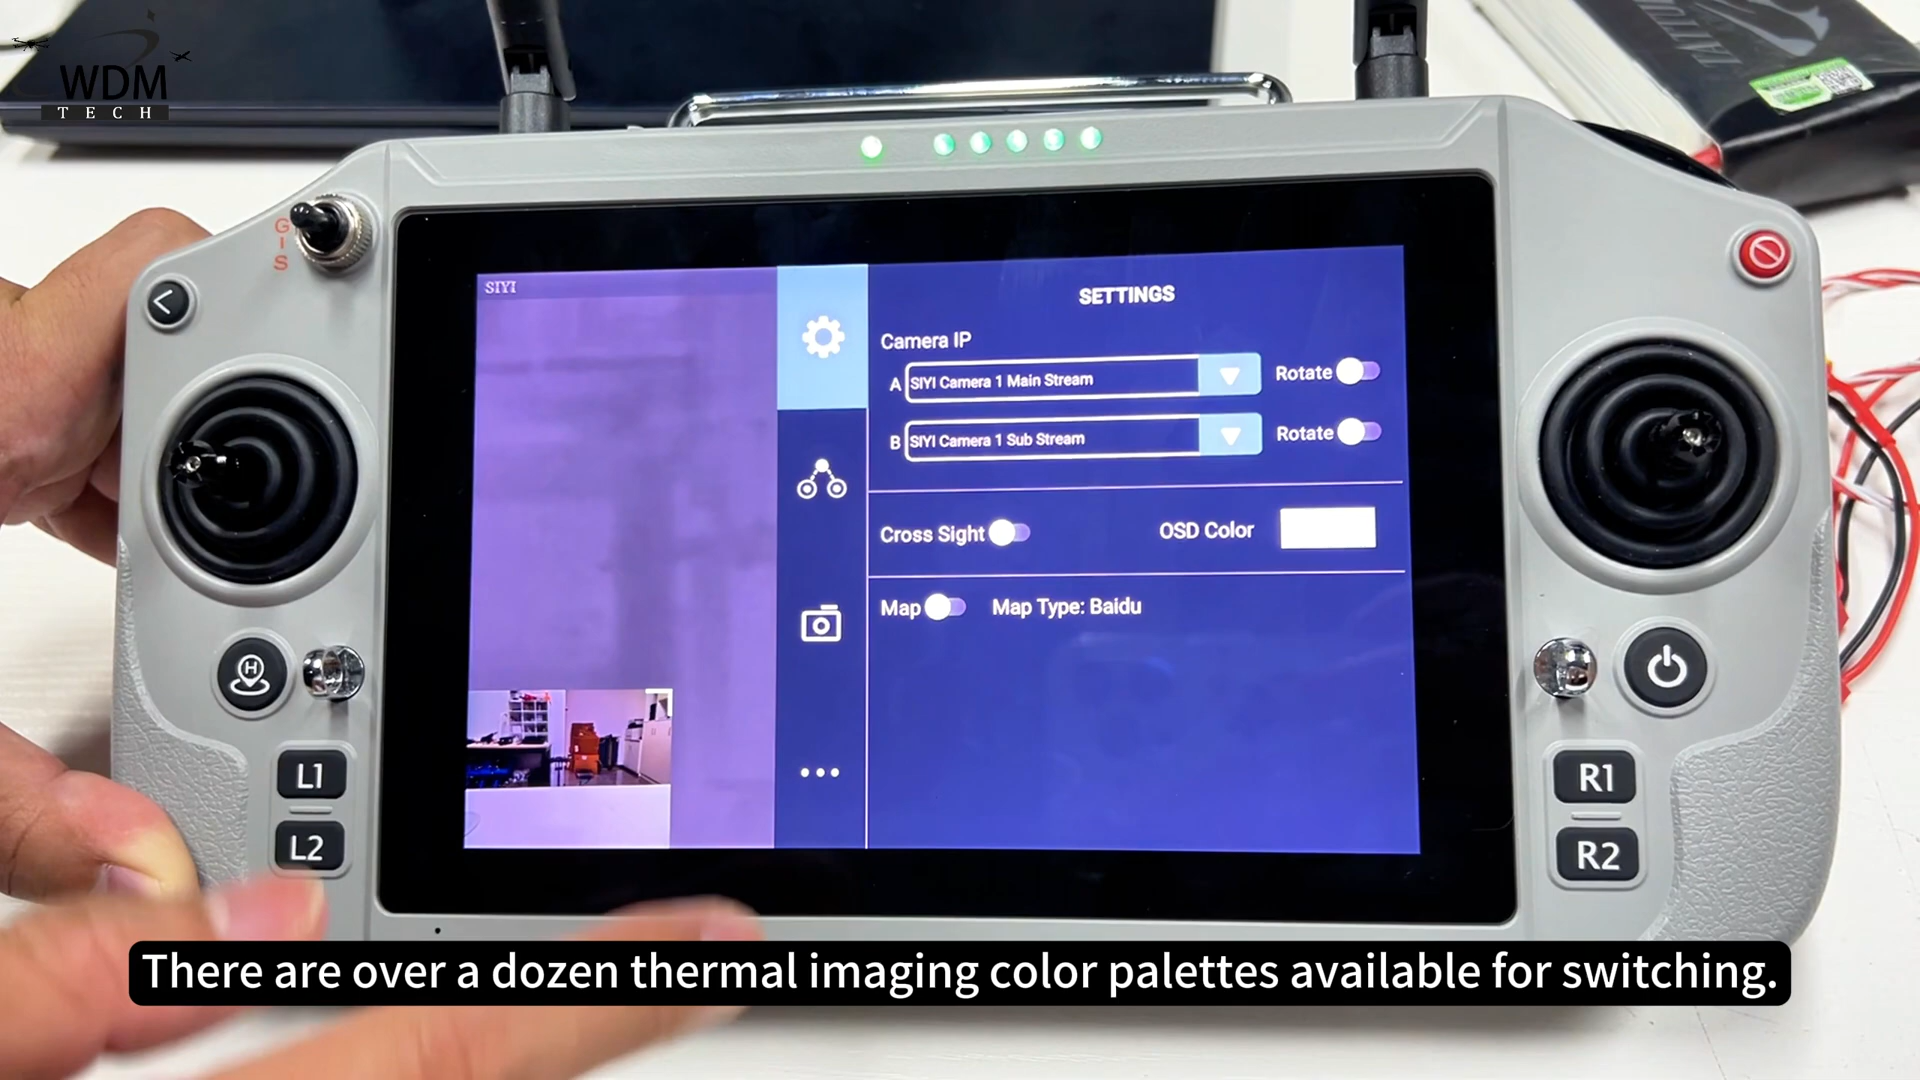 WDM
TECH
G
I
S
SIYI
SETTINGS
Camera IP
A SIYI Camera 1 Main Stream Rotate
B SIYI Camera 1 Sub Stream Rotate
Cross Sight OSD Color
Map Map Type: Baidu
H
L1
L2
R1
R2
There are over a dozen thermal imaging color palettes available for switching.